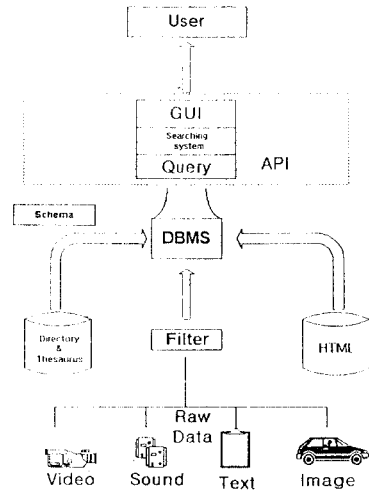 User
GUI
Searching
system
Query
API
Schema
DBMS
Directory
&
Thesaurus
Filter
HTML
Raw
Data
Video
Sound
Text
Image